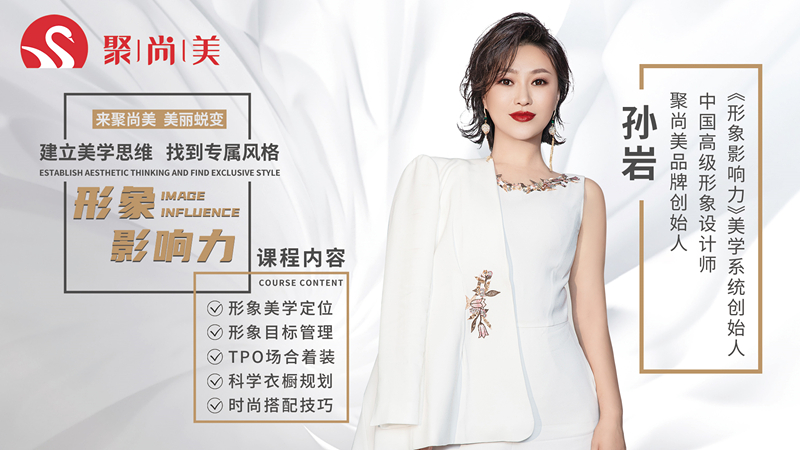 聚尚美
来聚尚美 美丽蜕变
建立美学思维 找到专属风格
ESTABLISH AESTHETIC THINKING AND FIND EXCLUSIVE STYLE
形象
IMAGE
INFLUENCE
影响力
课程内容
COURSE CONTENT
形象美学定位
形象目标管理
TPO场合着装
科学衣橱规划
时尚搭配技巧
孙岩
《形象影响力》美学系统创始人
中国高级形象设计师
聚尚美品牌创始人